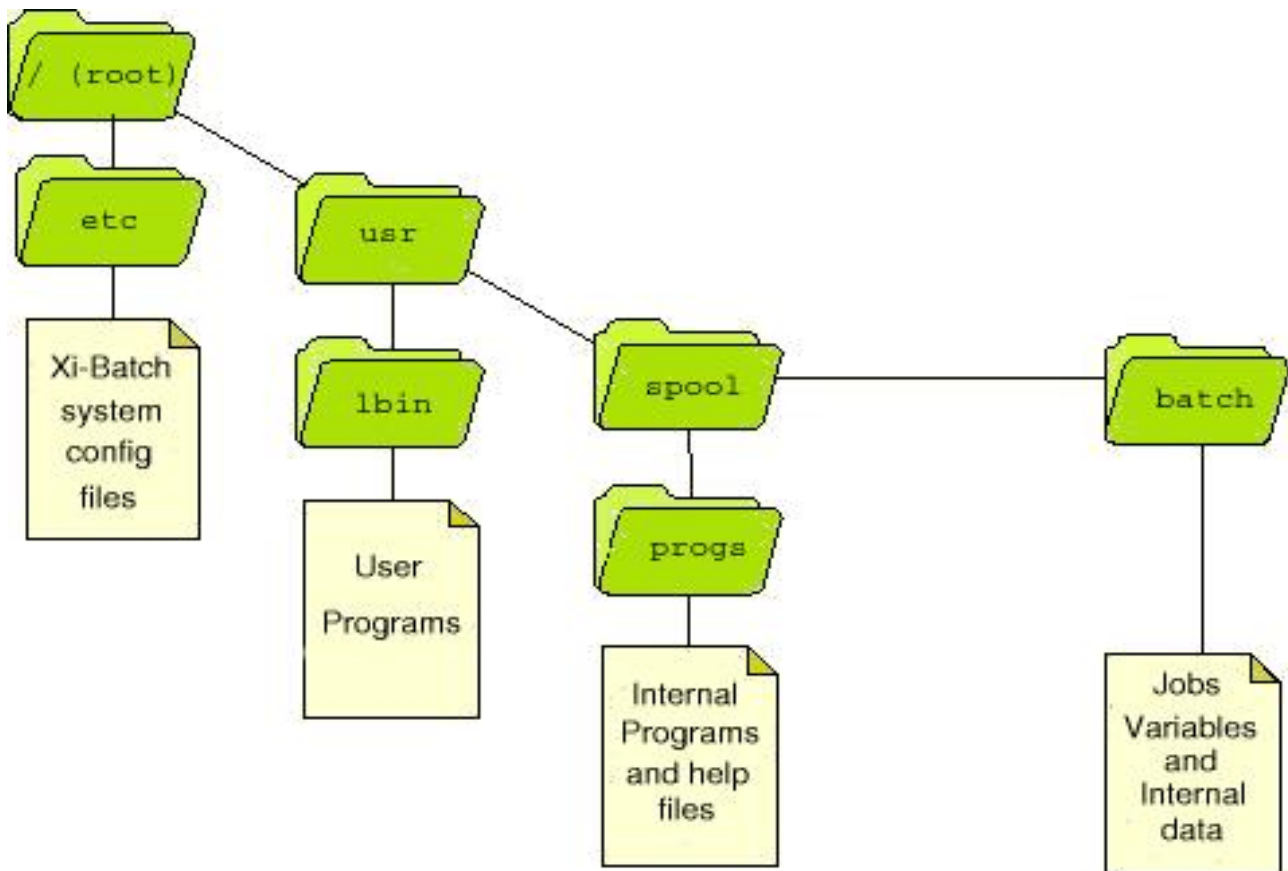 / (root)
etc
usr
Xi-Batch
system
config
files
lbin
spool
batch
User
Programs
progs
Internal
Programs
and help
files
Jobs
Variables
and
Internal
data